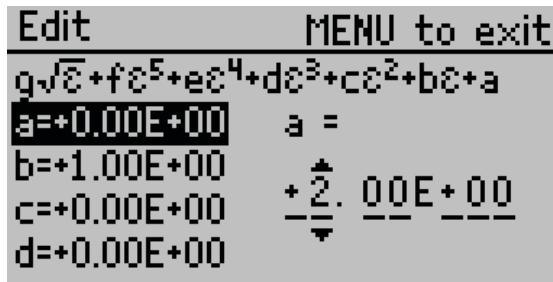 Edit MENU to exit
g√ε+fε⁵+eε⁴+dε³+cε²+bε+a
a=+0.00E+00 a =
b=+1.00E+00
+2.00E+00
c=+0.00E+00
d=+0.00E+00